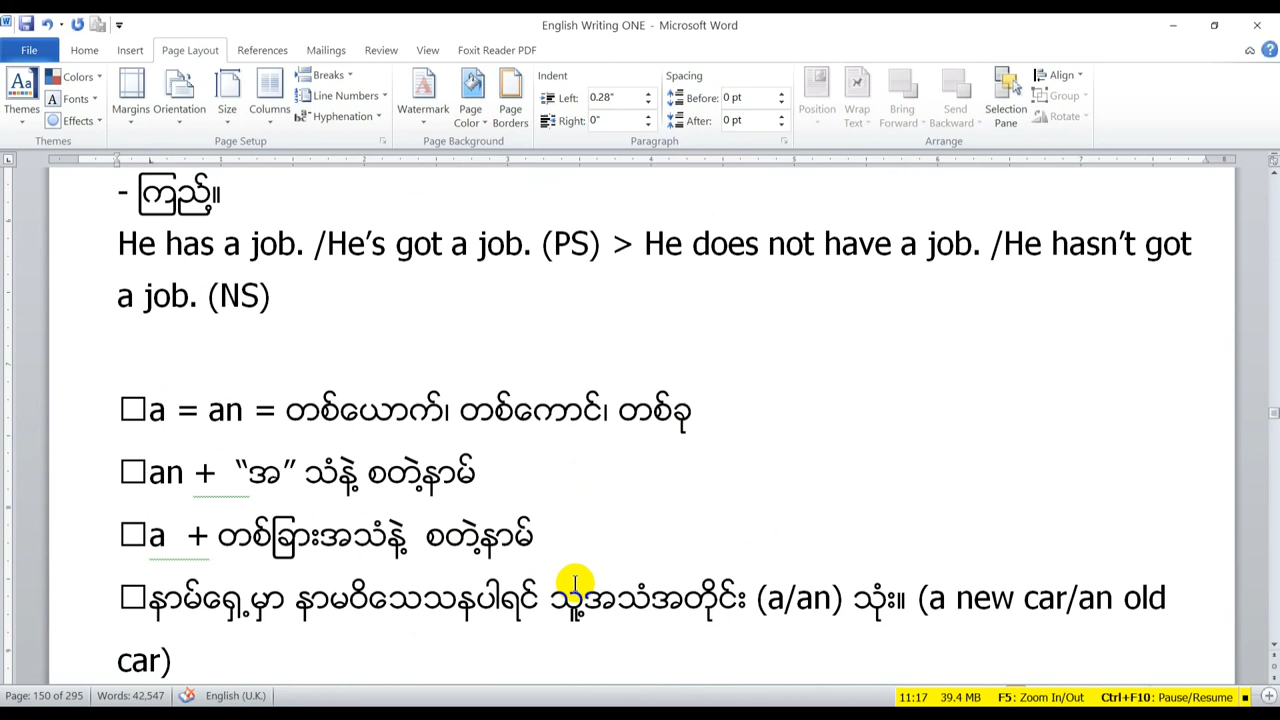 English Writing ONE - Microsoft Word
File Home Insert Page Layout References Mailings Review View Foxit Reader PDF
Themes Colors Fonts Effects Themes
Margins Orientation Size Columns Breaks Line Numbers Hyphenation Page Setup
Watermark Page Color Page Borders Page Background
Indent Left: 0.28" Right: 0" Spacing Before: 0 pt After: 0 pt Paragraph
Position Wrap Text Bring Forward Send Backward Selection Pane Align Group Rotate Arrange
- ကြည့်။
He has a job. /He’s got a job. (PS) > He does not have a job. /He hasn’t got
a job. (NS)
□a = an = တစ်ယောက်၊ တစ်ကောင်၊ တစ်ခု
□an + “အ” သံနဲ့ စတဲ့နာမ်
□a + တစ်ခြားအသံနဲ့ စတဲ့နာမ်
□နာမ်ရှေ့မှာ နာမဝိသေသနပါရင် သူ့အသံအတိုင်း (a/an) သုံး။ (a new car/an old
car)
Page: 150 of 295 Words: 42,547 English (U.K.) 11:17 39.4 MB F5: Zoom In/Out Ctrl+F10: Pause/Resume